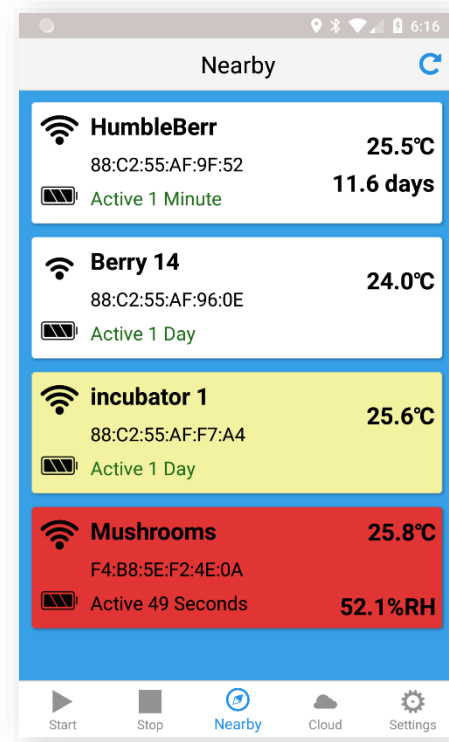 6:16
Nearby
HumbleBerr
25.5℃
88:C2:55:AF:9F:52
11.6 days
Active 1 Minute
Berry 14
24.0℃
88:C2:55:AF:96:0E
Active 1 Day
incubator 1
25.6℃
88:C2:55:AF:F7:A4
Active 1 Day
Mushrooms
25.8℃
F4:B8:5E:F2:4E:0A
Active 49 Seconds
52.1%RH
Start Stop Nearby Cloud Settings